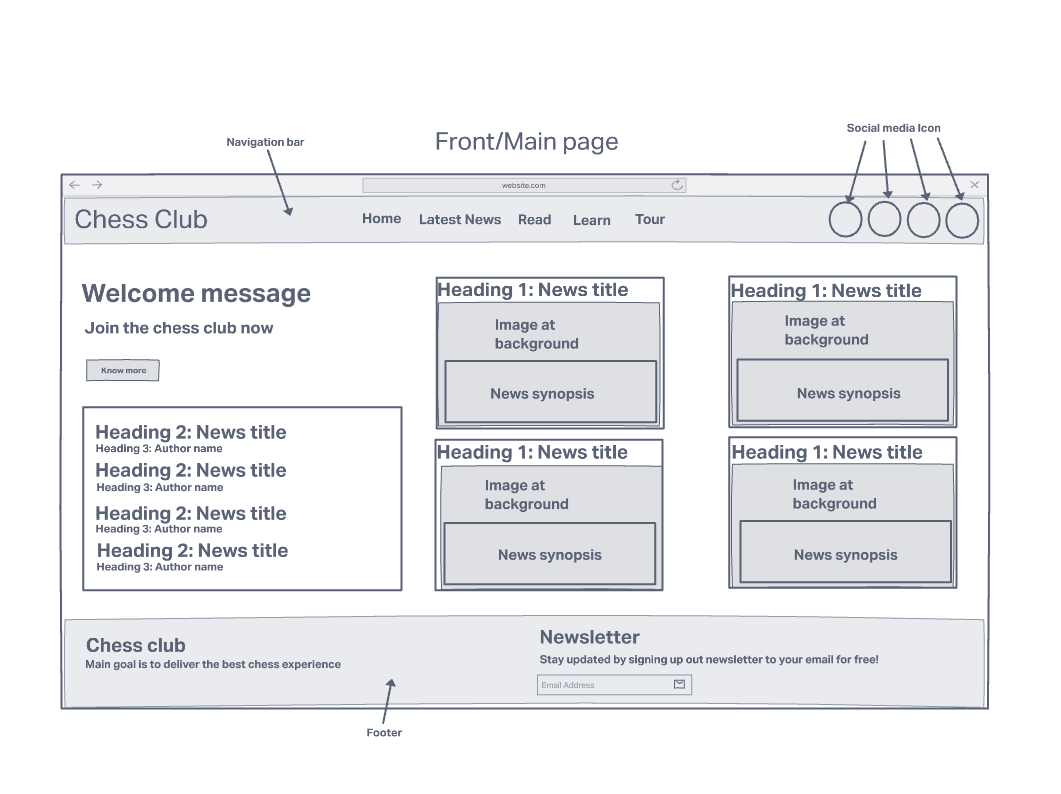 Front/Main page
Navigation bar
Social media Icon
website.com
Chess Club
Home
Latest News
Read
Learn
Tour
Welcome message
Join the chess club now
Know more
Heading 2: News title
Heading 3: Author name
Heading 2: News title
Heading 3: Author name
Heading 2: News title
Heading 3: Author name
Heading 2: News title
Heading 3: Author name
Heading 1: News title
Image at
background
News synopsis
Heading 1: News title
Image at
background
News synopsis
Heading 1: News title
Image at
background
News synopsis
Heading 1: News title
Image at
background
News synopsis
Chess club
Main goal is to deliver the best chess experience
Newsletter
Stay updated by signing up out newsletter to your email for free!
Email Address
Footer